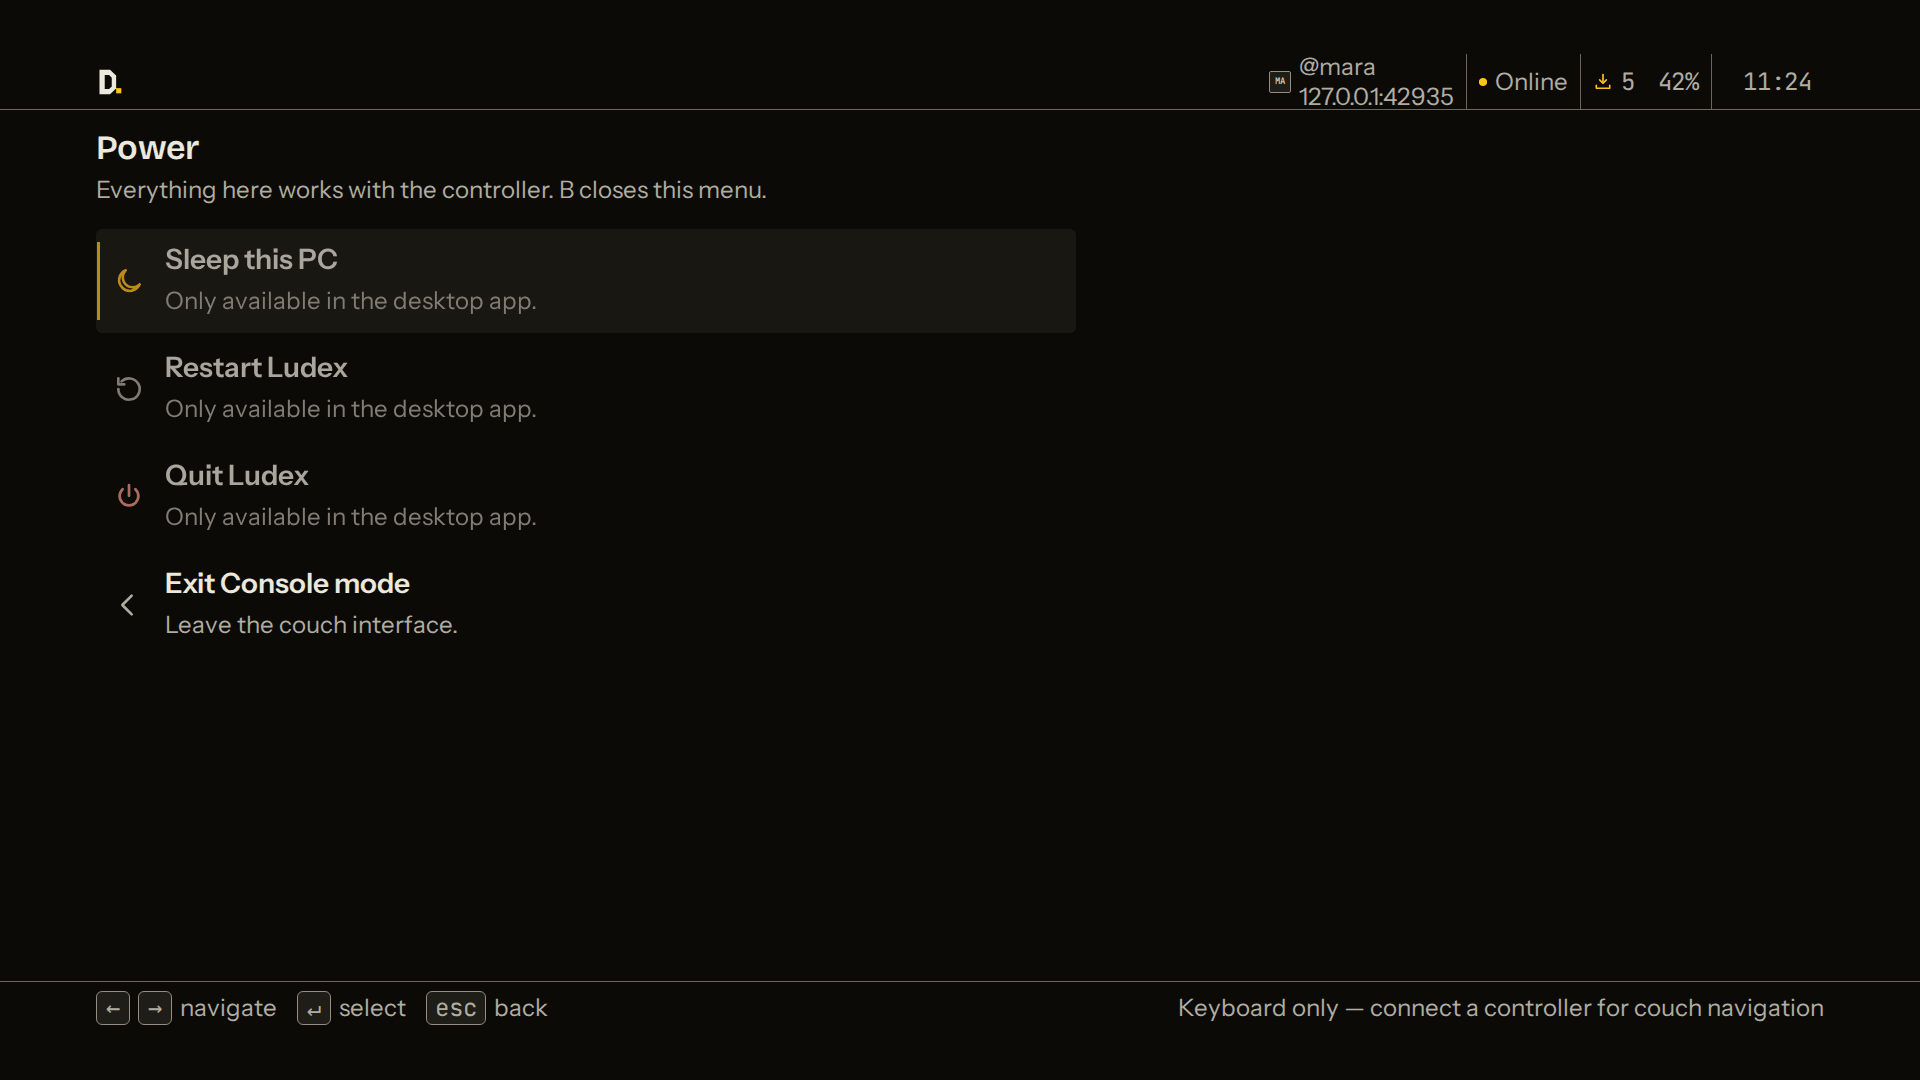 D.
MA
@mara
127.0.0.1:42935
Online
5 42%
11:24
Power
Everything here works with the controller. B closes this menu.
Sleep this PC
Only available in the desktop app.
Restart Ludex
Only available in the desktop app.
Quit Ludex
Only available in the desktop app.
Exit Console mode
Leave the couch interface.
← → navigate ↵ select esc back
Keyboard only — connect a controller for couch navigation